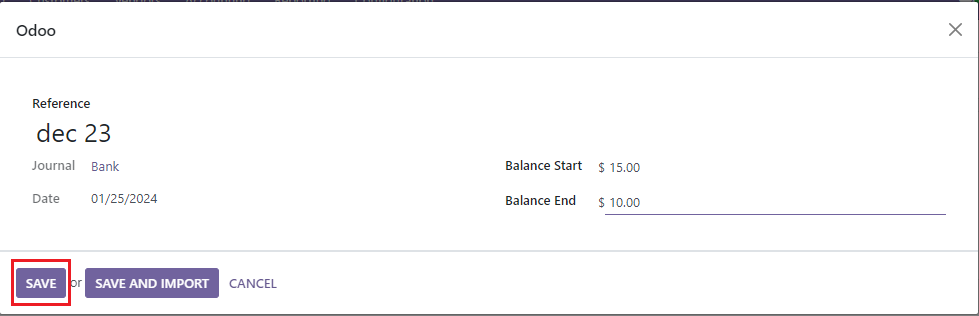 Odoo
Reference
dec 23
Journal Bank
Balance Start $ 15.00
Date 01/25/2024
Balance End $ 10.00
SAVE or SAVE AND IMPORT CANCEL